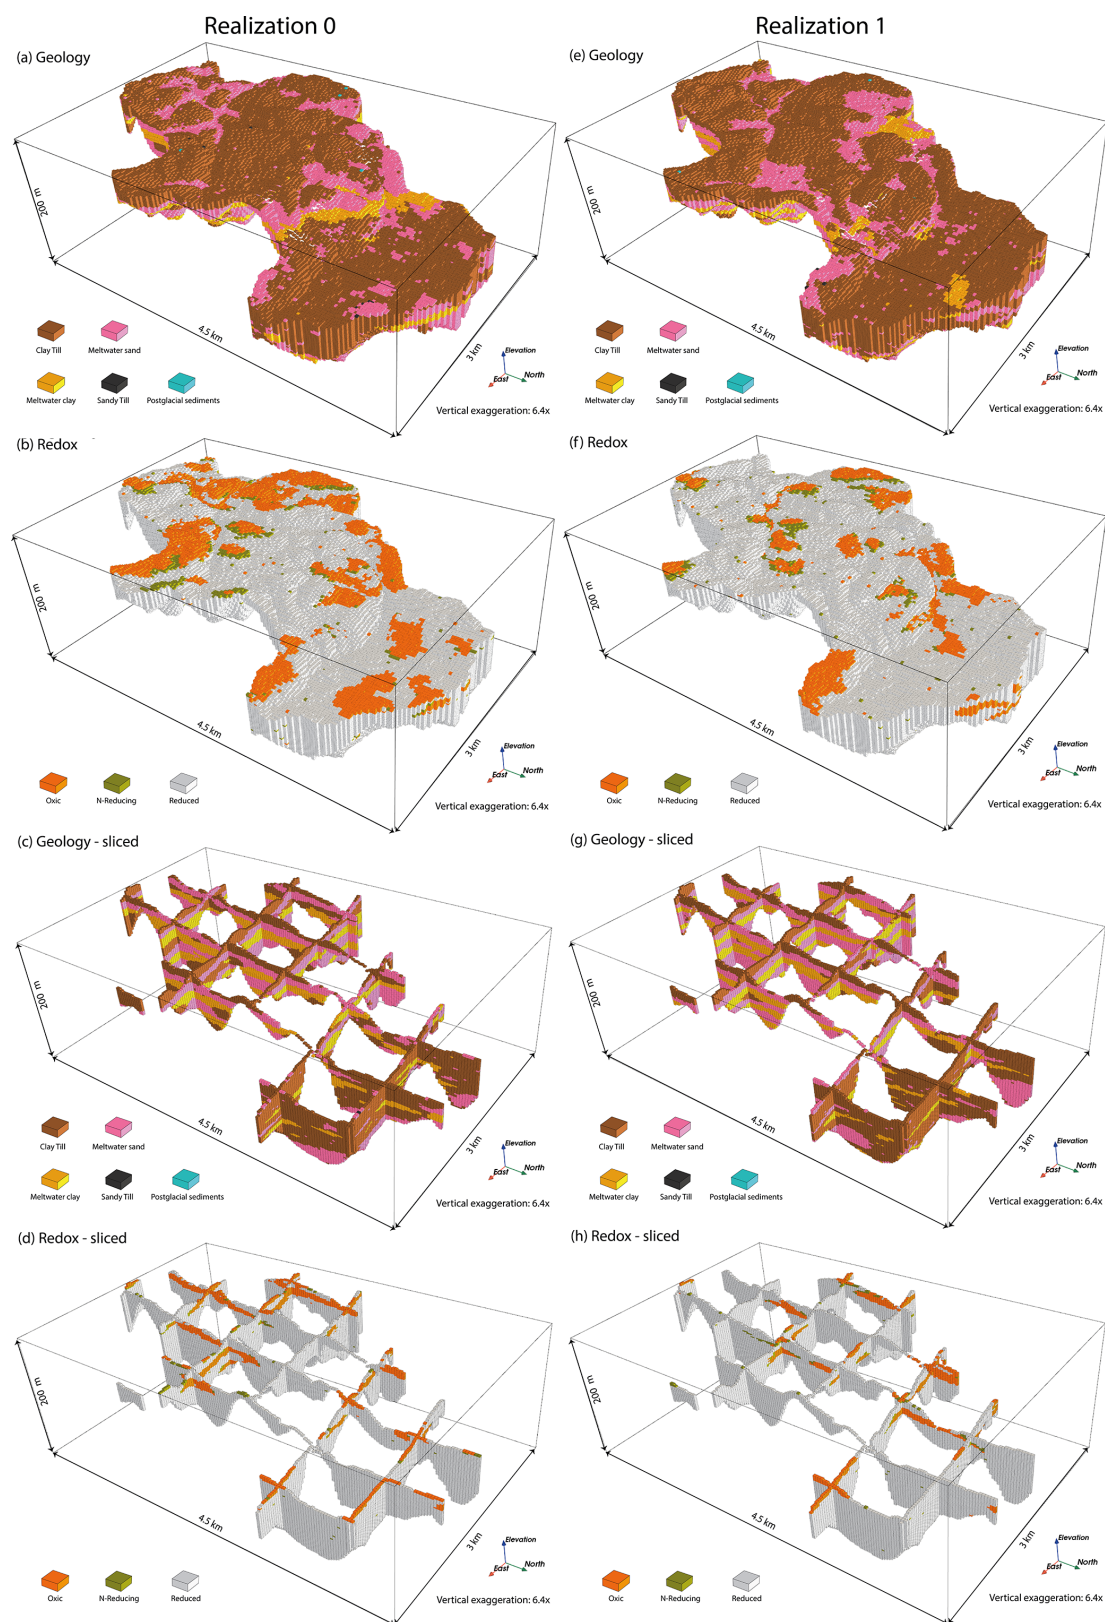 Realization 0
Realization 1
(a) Geology
(e) Geology
200 m
4.5 km
3 km
Clay Till
Meltwater sand
Meltwater clay
Sandy Till
Postglacial sediments
Elevation
East
North
Vertical exaggeration: 6.4x
200 m
4.5 km
3 km
Clay Till
Meltwater sand
Meltwater clay
Sandy Till
Postglacial sediments
Elevation
East
North
Vertical exaggeration: 6.4x
(b) Redox
(f) Redox
200 m
4.5 km
3 km
Oxic
N-Reducing
Reduced
Elevation
East
North
Vertical exaggeration: 6.4x
200 m
4.5 km
3 km
Oxic
N-Reducing
Reduced
Elevation
East
North
Vertical exaggeration: 6.4x
(c) Geology - sliced
(g) Geology - sliced
200 m
4.5 km
3 km
Clay Till
Meltwater sand
Meltwater clay
Sandy Till
Postglacial sediments
Elevation
East
North
Vertical exaggeration: 6.4x
200 m
4.5 km
3 km
Clay Till
Meltwater sand
Meltwater clay
Sandy Till
Postglacial sediments
Elevation
East
North
Vertical exaggeration: 6.4x
(d) Redox - sliced
(h) Redox - sliced
200 m
4.5 km
3 km
Oxic
N-Reducing
Reduced
Elevation
East
North
Vertical exaggeration: 6.4x
200 m
4.5 km
3 km
Oxic
N-Reducing
Reduced
Elevation
East
North
Vertical exaggeration: 6.4x